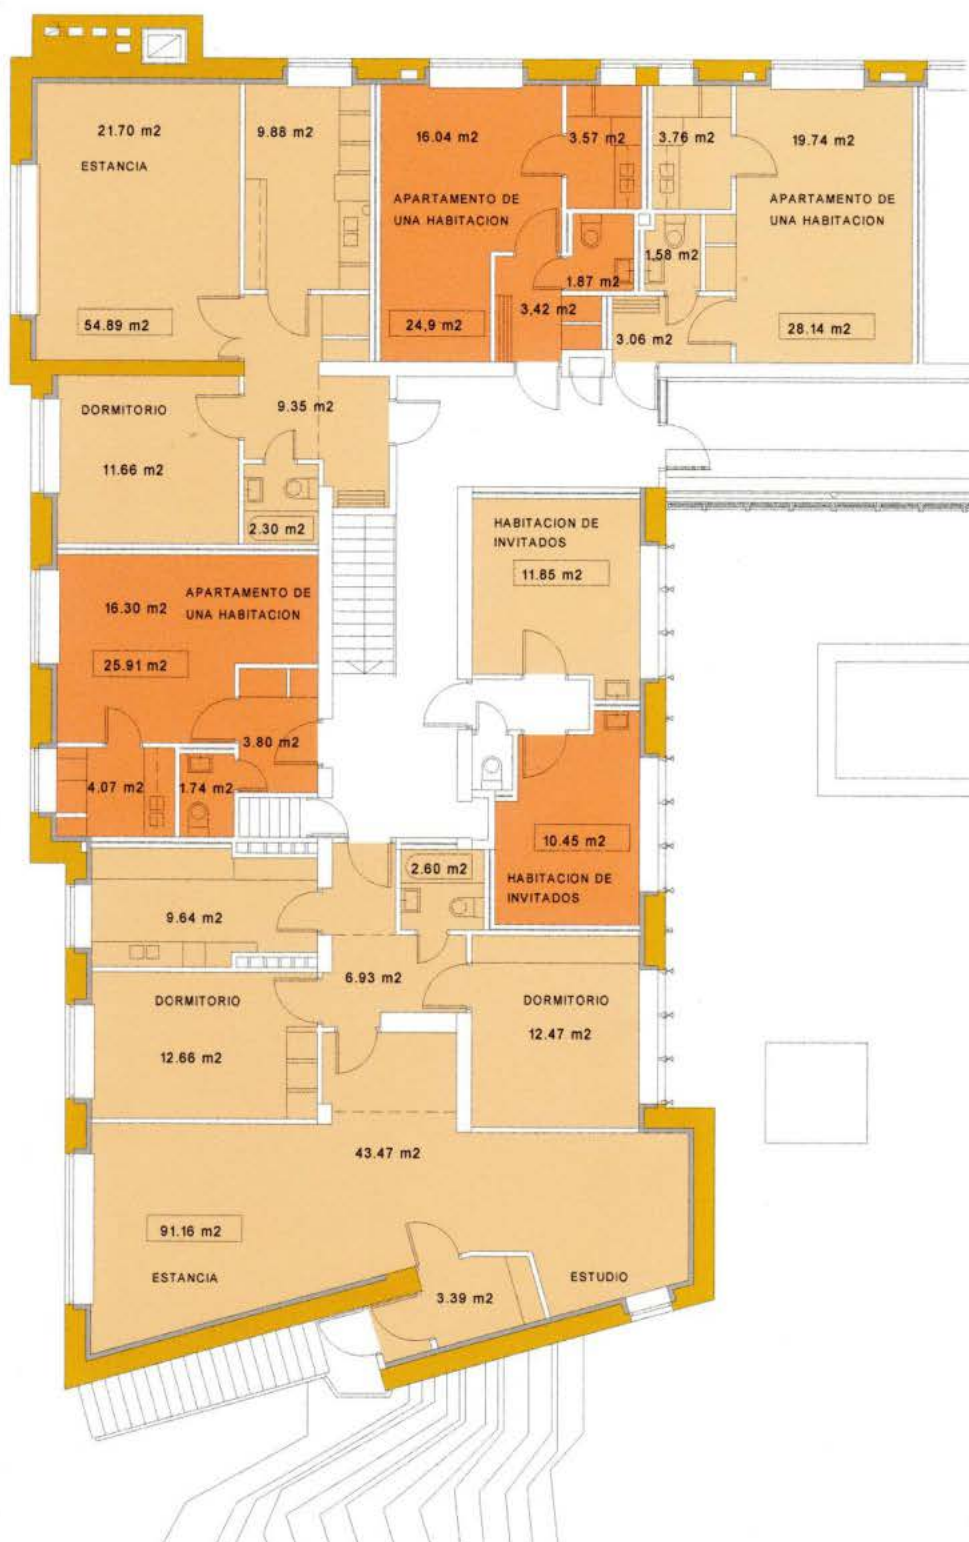 21.70 m2
ESTANCIA
54.89 m2
9.88 m2
16.04 m2
APARTAMENTO DE
UNA HABITACION
24,9 m2
3.57 m2
3.76 m2
19.74 m2
APARTAMENTO DE
UNA HABITACION
28.14 m2
1.87 m2
1.58 m2
3,42 m2
3.06 m2
DORMITORIO
11.66 m2
9.35 m2
2.30 m2
HABITACION DE
INVITADOS
11.85 m2
16.30 m2
APARTAMENTO DE
UNA HABITACION
25.91 m2
3.80 m2
4.07 m2
1.74 m2
10.45 m2
HABITACION DE
INVITADOS
2.60 m2
9.64 m2
6.93 m2
DORMITORIO
12.66 m2
DORMITORIO
12.47 m2
43.47 m2
91.16 m2
ESTANCIA
ESTUDIO
3.39 m2